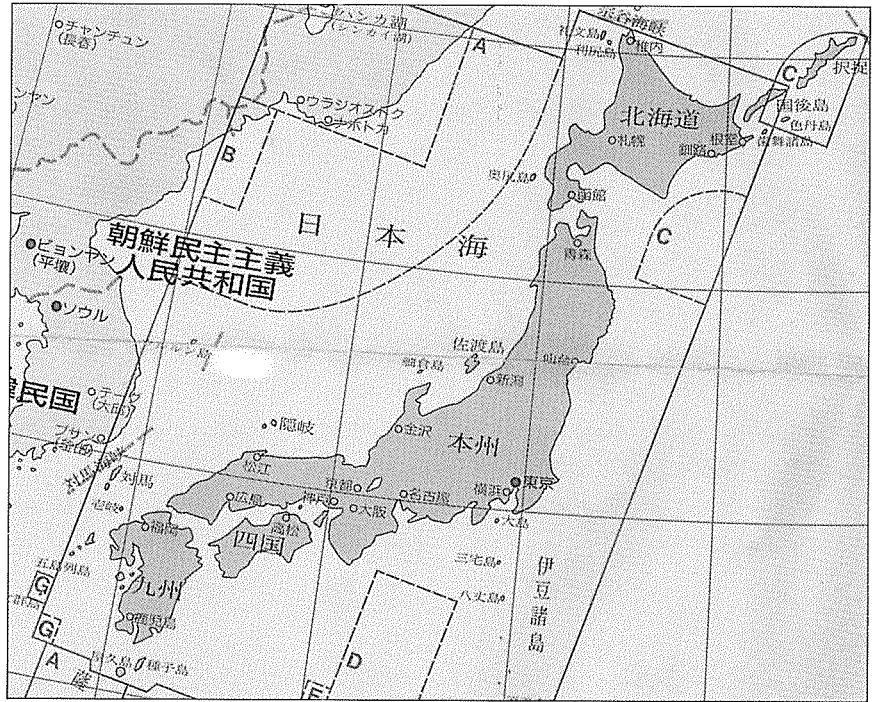 チャンチュン
(長春)
ハンカ湖
(シンカイ湖)
A
宗谷海峡
礼文島
利尻島
稚内
C
択捉
国後島
色丹島
歯舞諸島
北海道
札幌
根室
釧路
ウラジオストク
ナホトカ
B
奥尻島
函館
C
日本海
朝鮮民主主義
人民共和国
ピョンヤン
(平壌)
青森
ソウル
佐渡島
仙台
新潟
テーグ
(大邱)
民国
隠岐
金沢
本州
プサン
(釜山)
対馬海峡
対馬
松江
京都
東京
横浜
壱岐
広島
神戸
名古屋
大阪
大島
福岡
高松
四国
五島列島
九州
三宅島
八丈島
伊豆諸島
G
群島
G
鹿児島
A
屋久島
種子島
薩
D
E